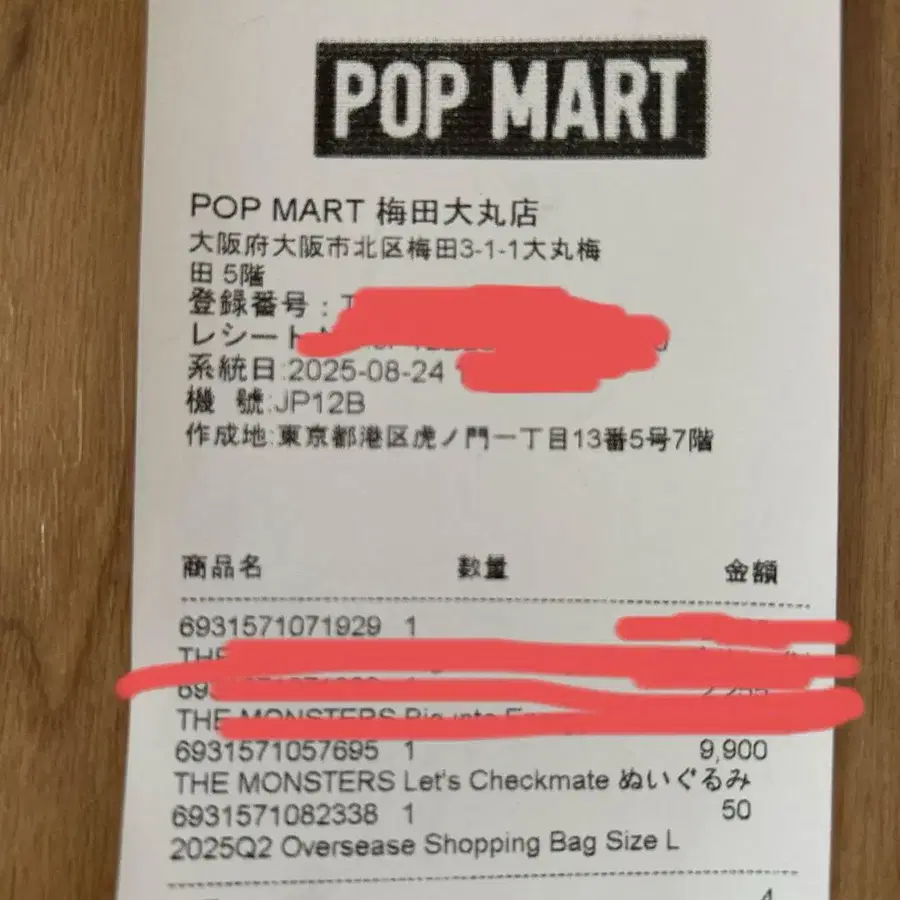 POP MART
POP MART 梅田大丸店
大阪府大阪市北区梅田3-1-1大丸梅
田 5階
登録番号：T
レシート
系統日:2025-08-24
機 號:JP12B
作成地:東京都港区虎ノ門一丁目13番5号7階
商品名 数量 金額
6931571071929 1
THE
THE MONSTERS Big into
6931571057695 1 9,900
THE MONSTERS Let's Checkmate ぬいぐるみ
6931571082338 1 50
2025Q2 Oversease Shopping Bag Size L
4